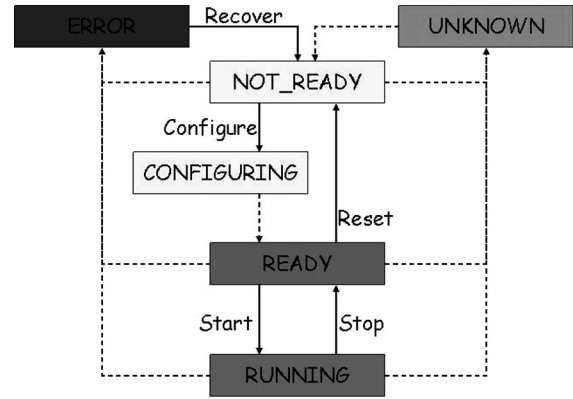 ERROR
Recover
UNKNOWN
NOT_READY
Configure
CONFIGURING
Reset
READY
Start
Stop
RUNNING